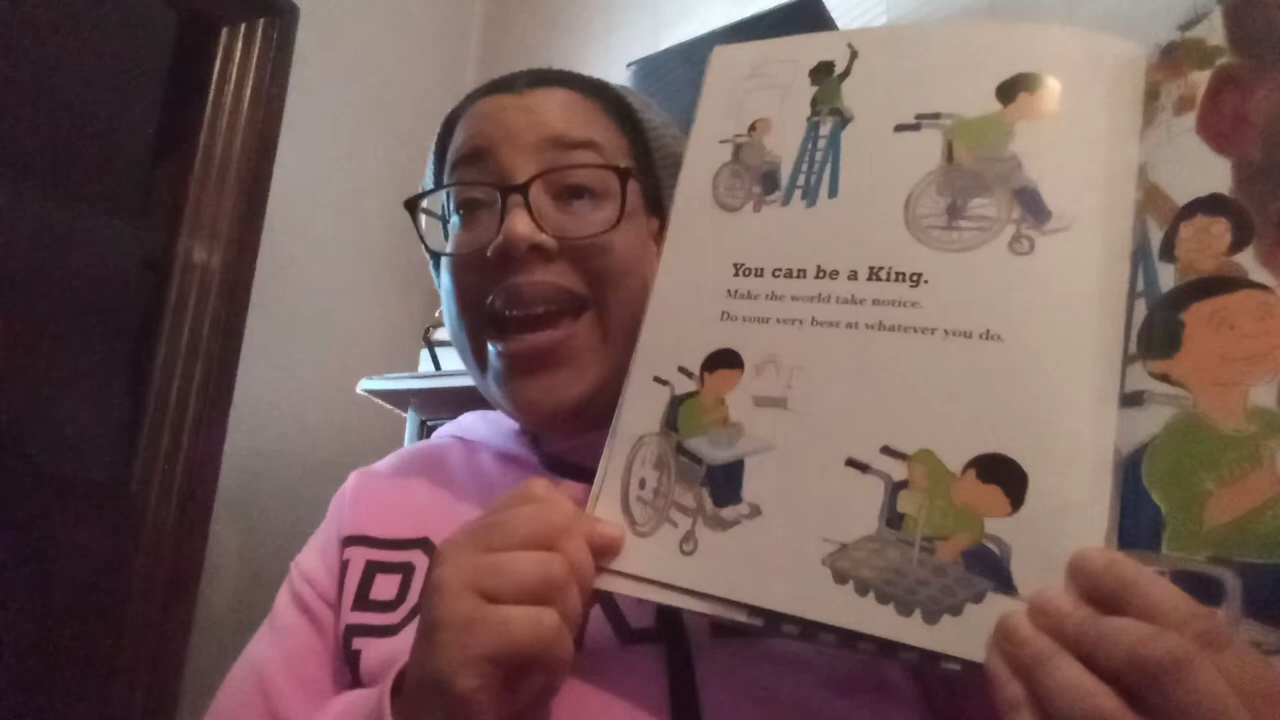 You can be a King.
Make the world take notice.
Do your very best at whatever you do.
P